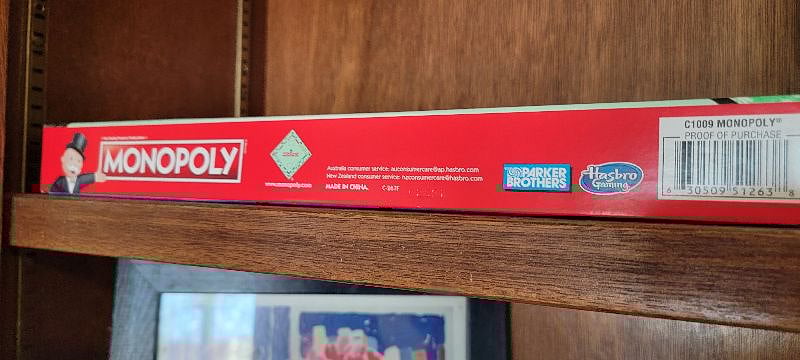 MONOPOLY
www.monopoly.com
Australia consumer service: auconsumercare@ap.hasbro.com
New Zealand consumer service: nzconsumercare@hasbro.com
MADE IN CHINA.
PARKER
BROTHERS
Hasbro
Gaming
C1009 MONOPOLY®
PROOF OF PURCHASE
6 30509 51263 8